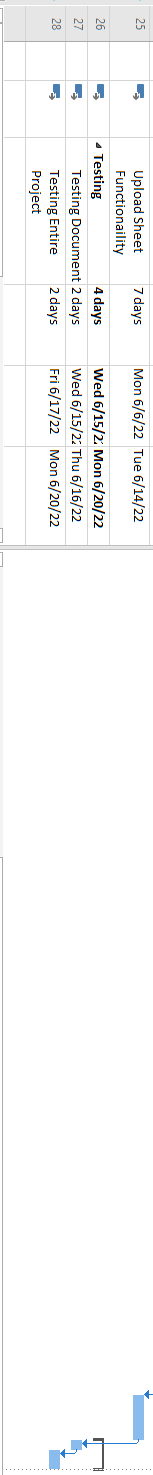 25 Upload Sheet Functionaility 7 days Mon 6/6/22 Tue 6/14/22
26 Testing 4 days Wed 6/15/22 Mon 6/20/22
27 Testing Document 2 days Wed 6/15/22 Thu 6/16/22
28 Testing Entire Project 2 days Fri 6/17/22 Mon 6/20/22